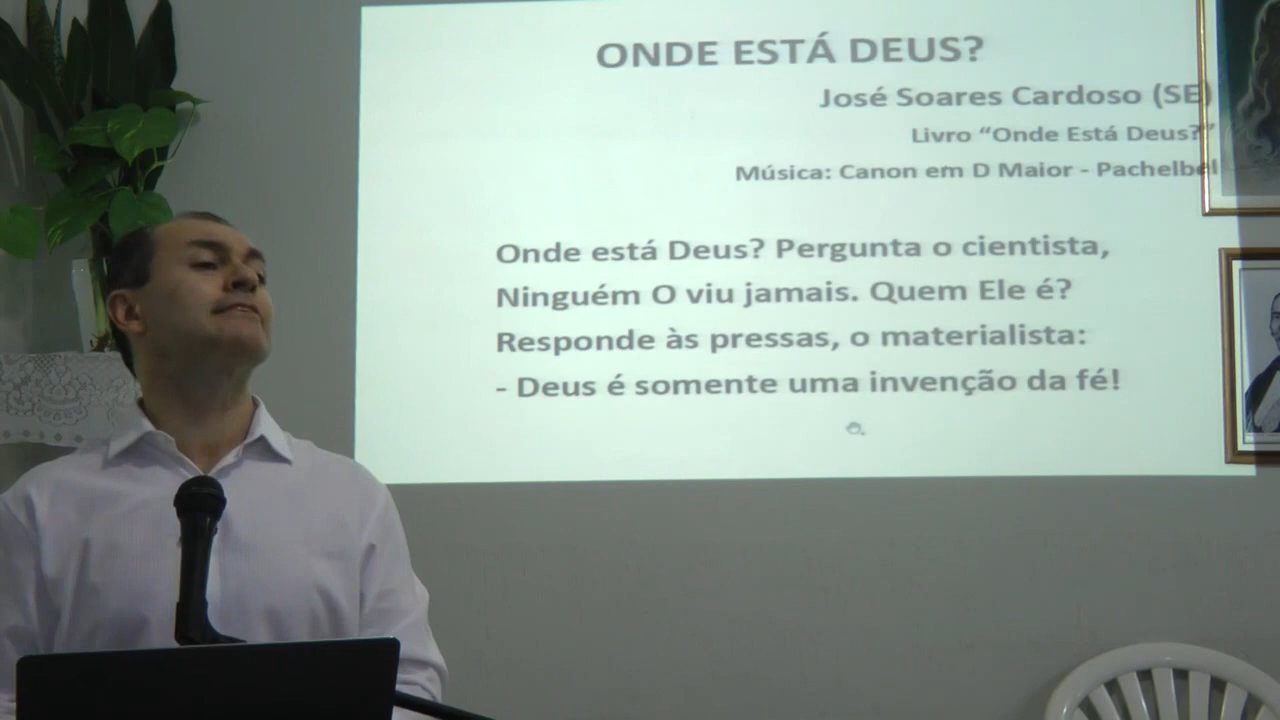 ONDE ESTÁ DEUS?
José Soares Cardoso (SE)
Livro “Onde Está Deus?”
Música: Canon em D Maior - Pachelbel
Onde está Deus? Pergunta o cientista,
Ninguém O viu jamais. Quem Ele é?
Responde às pressas, o materialista:
- Deus é somente uma invenção da fé!